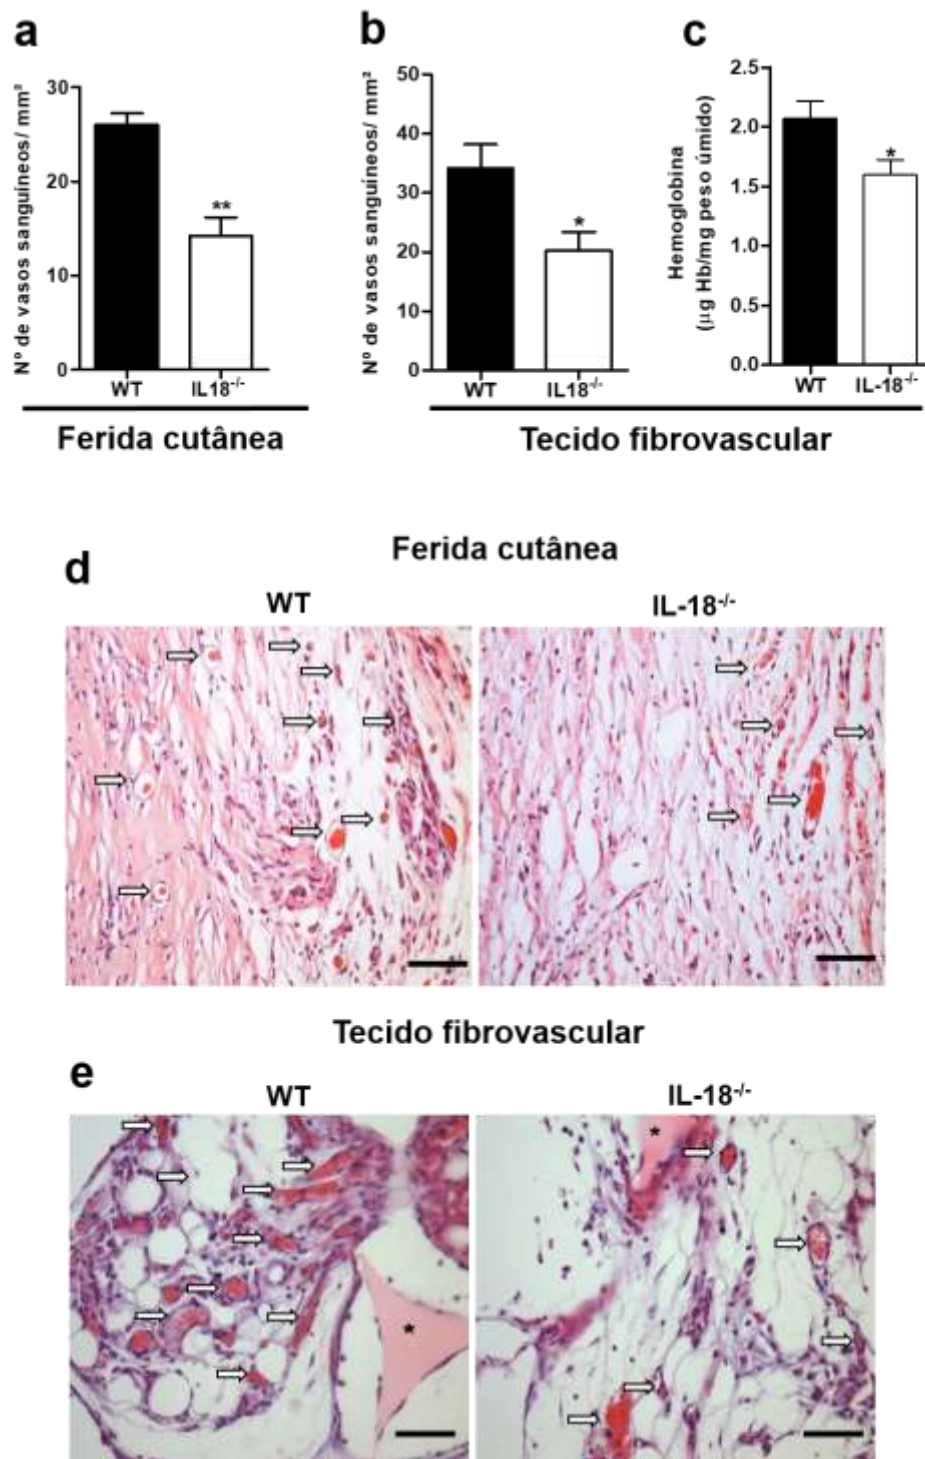 a
Nº de vasos sanguíneos/ mm²
30
20
10
0
**
WT
IL18-/-
Ferida cutânea
b
Nº de vasos sanguíneos/ mm²
50
40
30
20
10
0
*
WT
IL18-/-
c
Hemoglobina
(µg Hb/mg peso úmido)
2.5
2.0
1.5
1.0
0.5
0.0
*
WT
IL-18-/-
Tecido fibrovascular
Ferida cutânea
d
WT
IL-18-/-
Tecido fibrovascular
e
WT
IL-18-/-
*
*